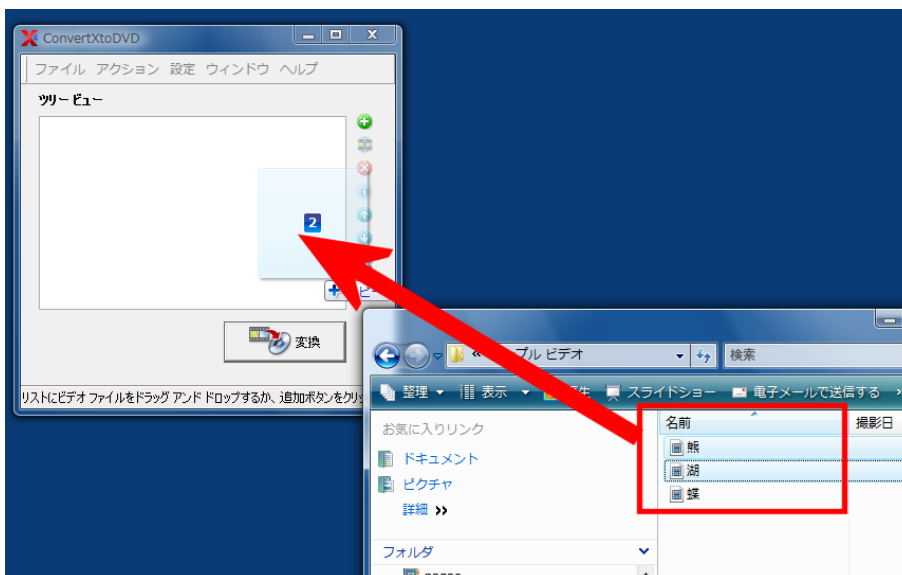 ConvertXtoDVD
ファイル アクション 設定 ウィンドウ ヘルプ
ツリー ビュー
2
変換
リストにビデオ ファイルをドラッグ アンド ドロップするか、追加ボタンをクリ
プル ビデオ
検索
整理 表示 スライドショー 電子メールで送信する »
お気に入りリンク
名前 撮影日
ドキュメント
熊
ピクチャ
湖
詳細 »
蝶
フォルダ